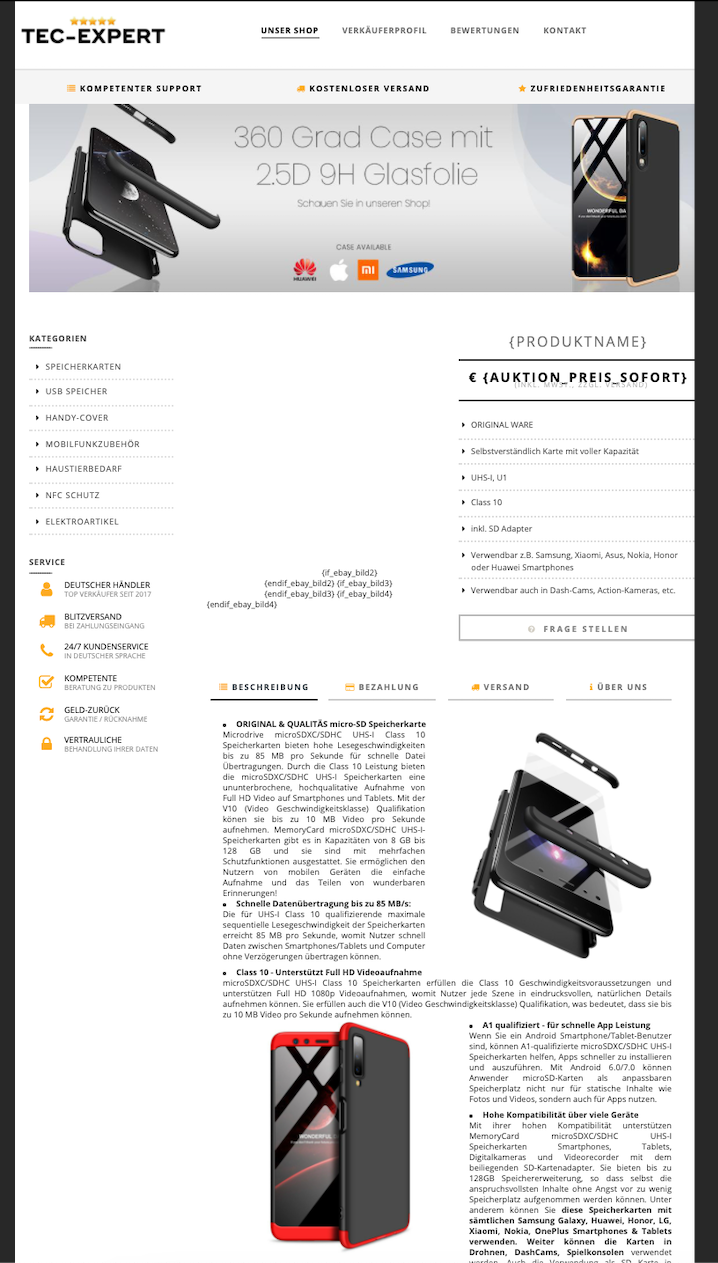 TEC-EXPERT
UNSER SHOP
VERKÄUFERPROFIL
BEWERTUNGEN
KONTAKT
KOMPETENTER SUPPORT
KOSTENLOSER VERSAND
ZUFRIEDENHEITSGARANTIE
360 Grad Case mit
2.5D 9H Glasfolie
Schauen Sie in unseren Shop!
CASE AVAILABLE
HUAWEI
mi
SAMSUNG
WONDERFUL DA
KATEGORIEN
SPEICHERKARTEN
USB SPEICHER
HANDY-COVER
MOBILFUNKZUBEHÖR
HAUSTIERBEDARF
NFC SCHUTZ
ELEKTROARTIKEL
SERVICE
DEUTSCHER HÄNDLER
TOP VERKÄUFER SEIT 2017
BLITZVERSAND
BEI ZAHLUNGSEINGANG
24/7 KUNDENSERVICE
IN DEUTSCHER SPRACHE
KOMPETENTE
BERATUNG ZU PRODUKTEN
GELD-ZURÜCK
GARANTIE / RÜCKNAHME
VERTRAULICHE
BEHANDLUNG IHRER DATEN
{if_ebay_bild2}
{endif_ebay_bild2} {if_ebay_bild3}
{endif_ebay_bild3} {if_ebay_bild4}
{endif_ebay_bild4}
{PRODUKTNAME}
€ {AUKTION_PREIS_SOFORT}
(INKL. MWST., ZZGL. VERSAND)
ORIGINAL WARE
Selbstverständlich Karte mit voller Kapazität
UHS-I, U1
Class 10
inkl. SD Adapter
Verwendbar z.B. Samsung, Xiaomi, Asus, Nokia, Honor
oder Huawei Smartphones
Verwendbar auch in Dash-Cams, Action-Kameras, etc.
FRAGE STELLEN
BESCHREIBUNG
BEZAHLUNG
VERSAND
ÜBER UNS
ORIGINAL & QUALITÄS micro-SD Speicherkarte
Microdrive microSDXC/SDHC UHS-I Class 10
Speicherkarten bieten hohe Lesegeschwindigkeiten
bis zu 85 MB pro Sekunde für schnelle Datei
Übertragungen. Durch die Class 10 Leistung bieten
die microSDXC/SDHC UHS-I Speicherkarten eine
ununterbrochene, hochqualitative Aufnahme von
Full HD Video auf Smartphones und Tablets. Mit der
V10 (Video Geschwindigkeitsklasse) Qualifikation
könen sie bis zu 10 MB Video pro Sekunde
aufnehmen. MemoryCard microSDXC/SDHC UHS-I-
Speicherkarten gibt es in Kapazitäten von 8 GB bis
128 GB und sie sind mit mehrfachen
Schutzfunktionen ausgestattet. Sie ermöglichen den
Nutzern von mobilen Geräten die einfache
Aufnahme und das Teilen von wunderbaren
Erinnerungen!
Schnelle Datenübertragung bis zu 85 MB/s:
Die für UHS-I Class 10 qualifizierende maximale
sequentielle Lesegeschwindigkeit der Speicherkarten
erreicht 85 MB pro Sekunde, womit Nutzer schnell
Daten zwischen Smartphones/Tablets und Computer
ohne Verzögerungen übertragen können.
Class 10 - Unterstützt Full HD Videoaufnahme
microSDXC/SDHC UHS-I Class 10 Speicherkarten erfüllen die Class 10 Geschwindigkeitsvoraussetzungen und
unterstützen Full HD 1080p Videoaufnahmen, womit Nutzer jede Szene in eindrucksvollen, natürlichen Details
aufnehmen können. Sie erfüllen auch die V10 (Video Geschwindigkeitsklasse) Qualifikation, was bedeutet, dass sie bis
zu 10 MB Video pro Sekunde aufnehmen können.
A1 qualifiziert - für schnelle App Leistung
Wenn Sie ein Android Smartphone/Tablet-Benutzer
sind, können A1-qualifizierte microSDXC/SDHC UHS-I
Speicherkarten helfen, Apps schneller zu installieren
und auszuführen. Mit Android 6.0/7.0 können
Anwender microSD-Karten als anpassbaren
Speicherplatz nicht nur für statische Inhalte wie
Fotos und Videos, sondern auch für Apps nutzen.
Hohe Kompatibilität über viele Geräte
Mit ihrer hohen Kompatibilität unterstützen
MemoryCard microSDXC/SDHC UHS-I
Speicherkarten Smartphones, Tablets,
Digitalkameras und Videorecorder mit dem
beiliegenden SD-Kartenadapter. Sie bieten bis zu
128GB Speichererweiterung, so dass selbst die
anspruchsvollsten Inhalte ohne Angst vor zu wenig
Speicherplatz aufgenommen werden können. Unter
anderem können Sie diese Speicherkarten mit
sämtlichen Samsung Galaxy, Huawei, Honor, LG,
Xiaomi, Nokia, OnePlus Smartphones & Tablets
verwenden. Weiter können die Karten in
Drohnen, DashCams, Spielkonsolen verwendet
werden. Auch die Verwendung als SD Karte in